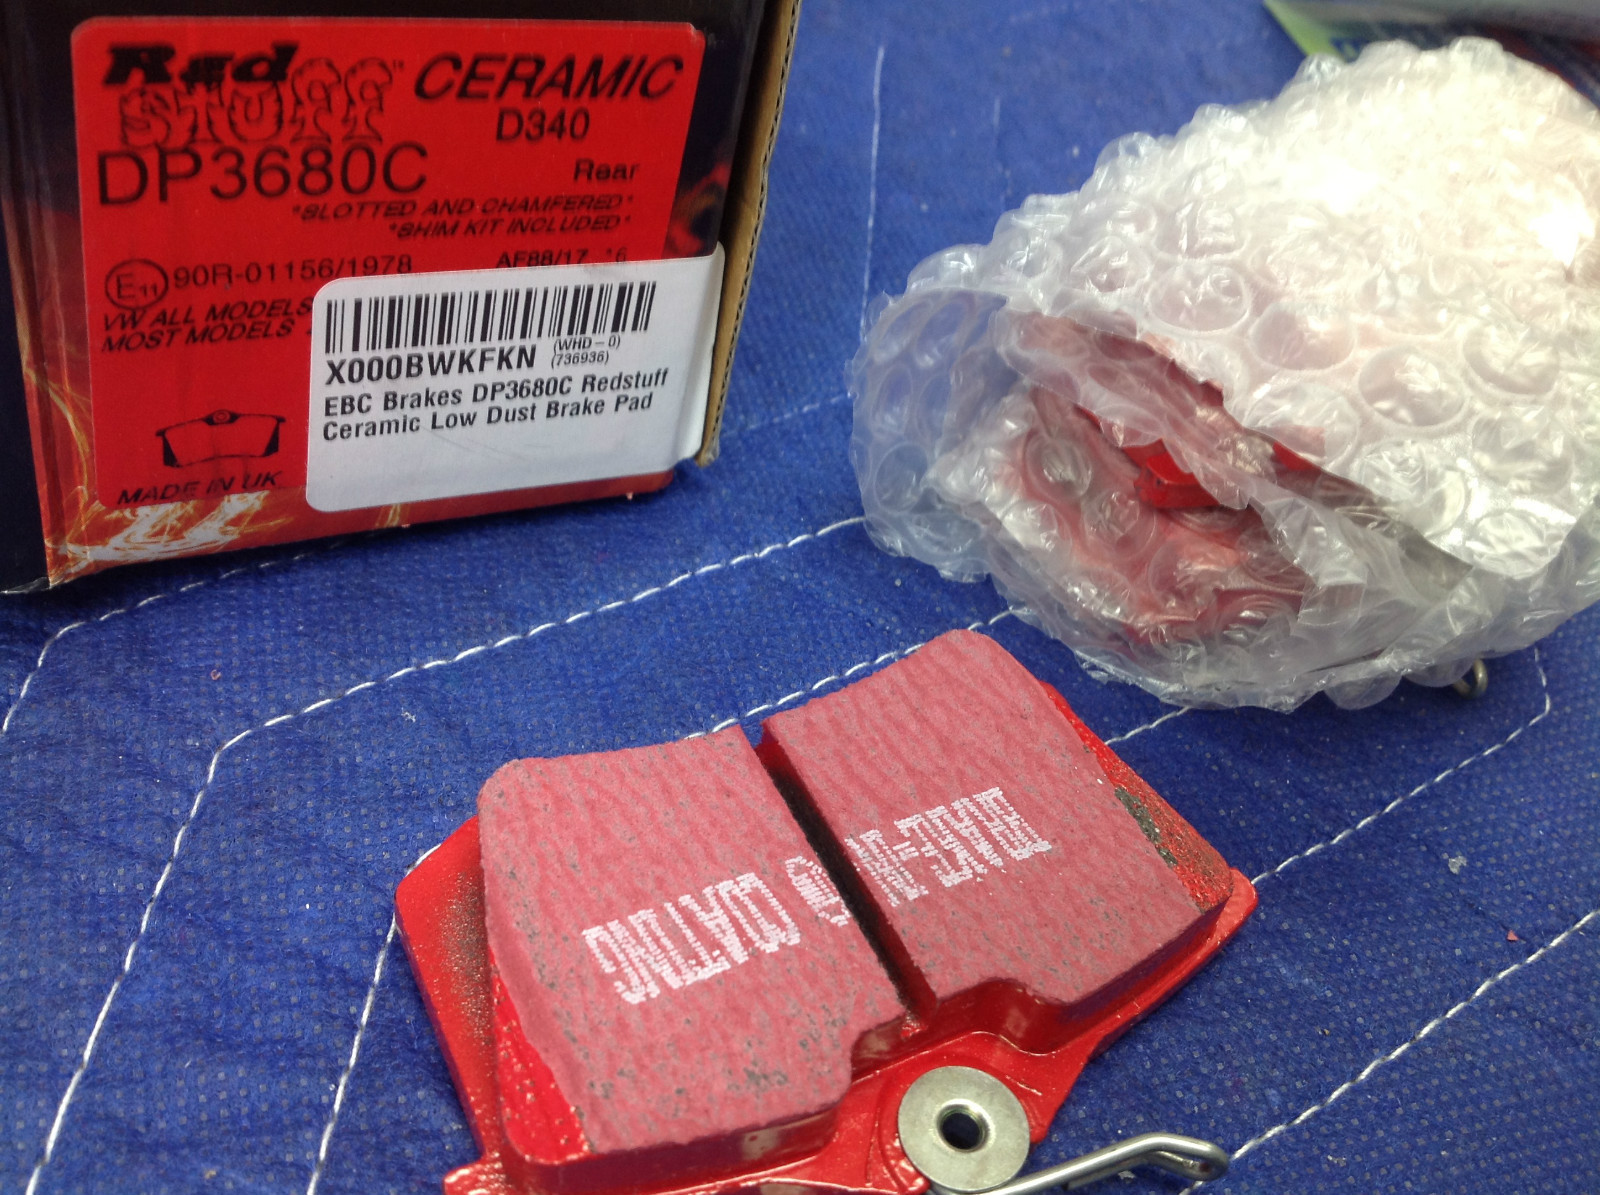 Red
STUFF" CERAMIC
D340
DP3680C
Rear
*SLOTTED AND CHAMFERED*
*SHIM KIT INCLUDED*
E11 90R-01156/1978
AF88/17
VW ALL MODELS
MOST MODELS
X000BWKFKN (WHD-0)
(736936)
EBC Brakes DP3680C Redstuff
Ceramic Low Dust Brake Pad
MADE IN UK
BRAKE-IN
COATING